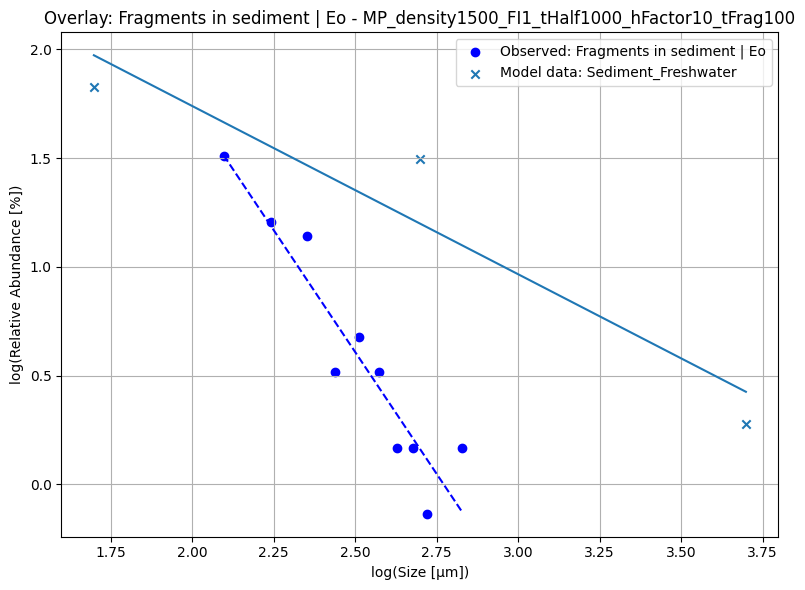 Overlay: Fragments in sediment | Eo - MP_density1500_FI1_tHalf1000_hFactor10_tFrag100
Observed: Fragments in sediment | Eo
Model data: Sediment_Freshwater
log(Relative Abundance [%])
2.0
1.5
1.0
0.5
0.0
1.75 2.00 2.25 2.50 2.75 3.00 3.25 3.50 3.75
log(Size [µm])